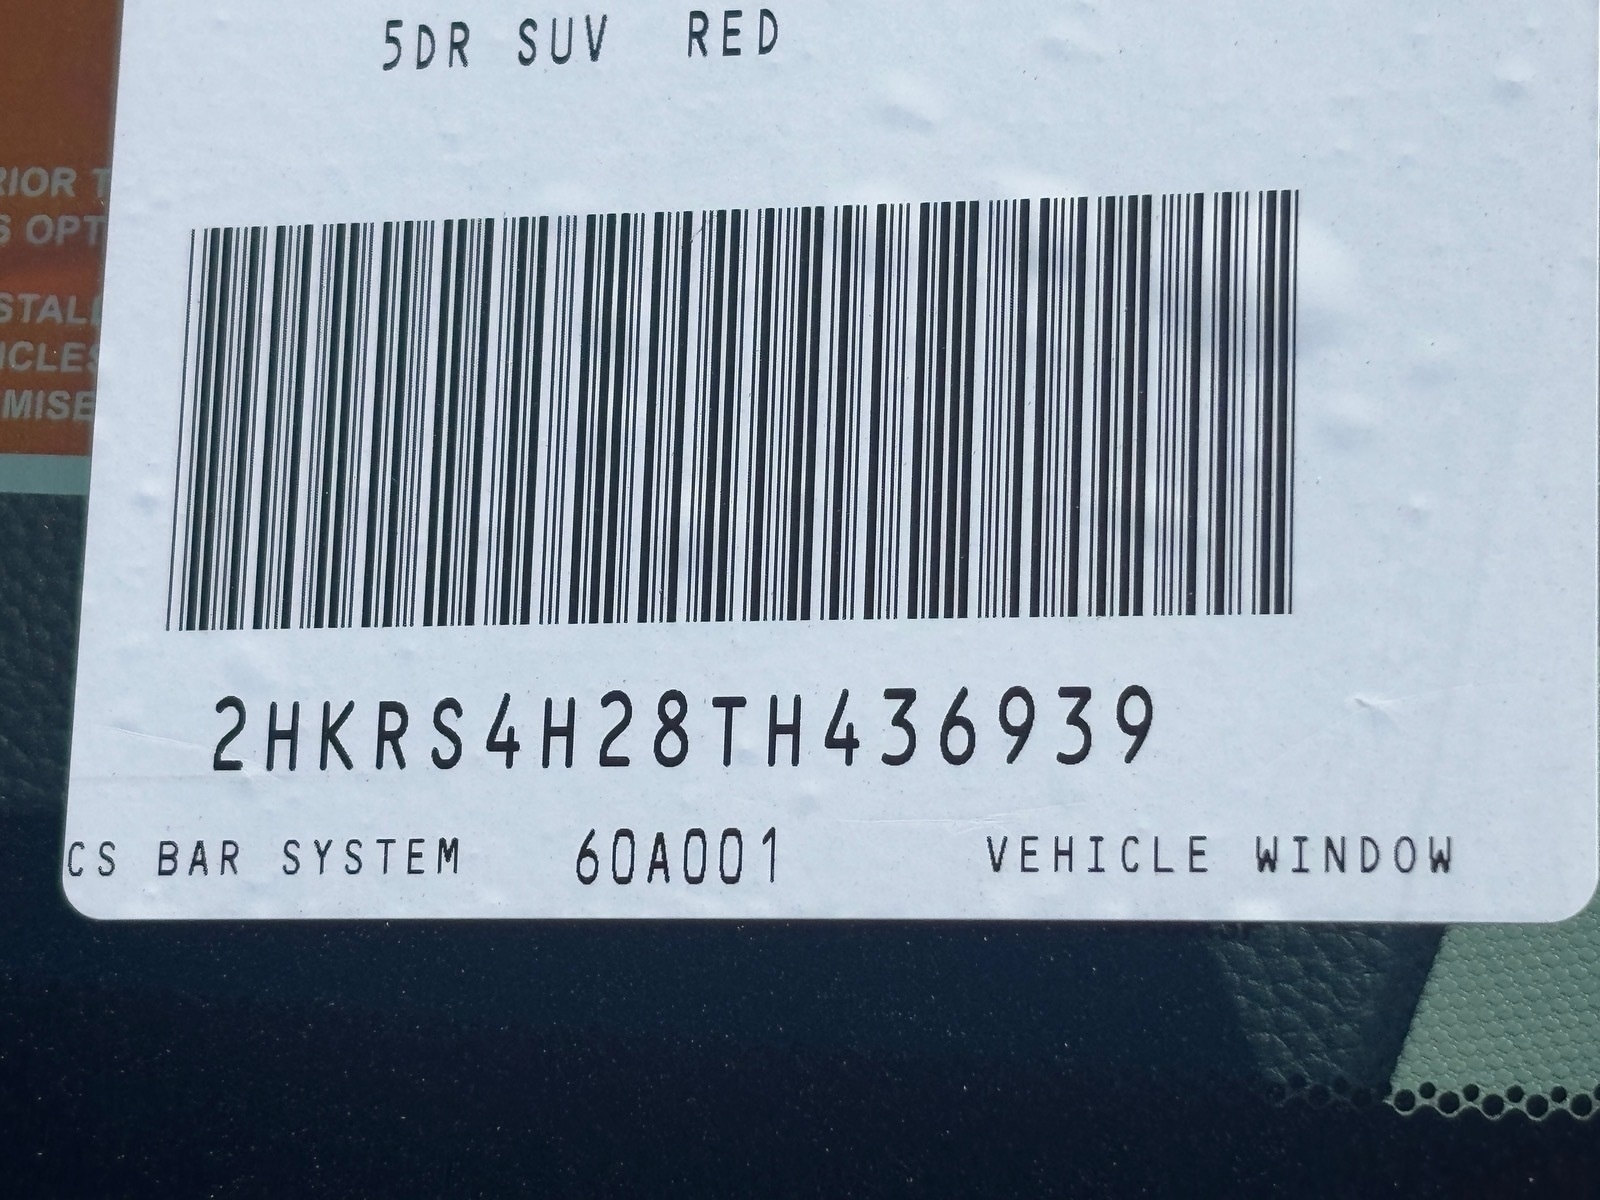 5DR SUV RED
RIOR T
S OPT
STALL
ICLES
MISE
2HKRS4H28TH436939
CS BAR SYSTEM 60A001 VEHICLE WINDOW